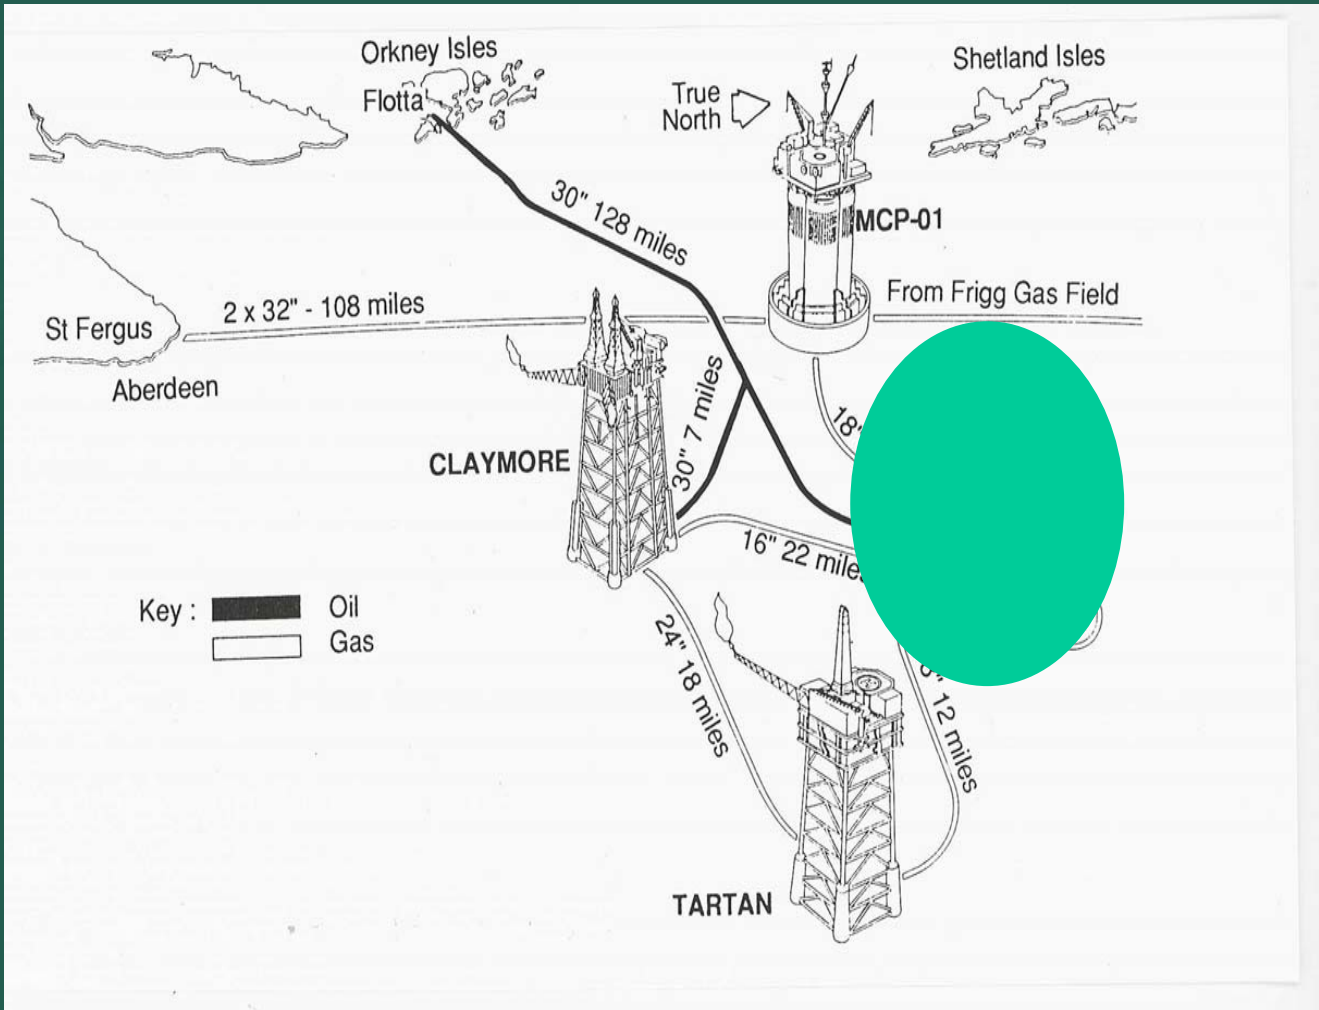 Orkney Isles
Flotta
True
North
Shetland Isles
MCP-01
30" 128 miles
From Frigg Gas Field
2 x 32" - 108 miles
St Fergus
Aberdeen
30" 7 miles
18"
CLAYMORE
16" 22 miles
Key :
Oil
Gas
24" 18 miles
12 miles
TARTAN